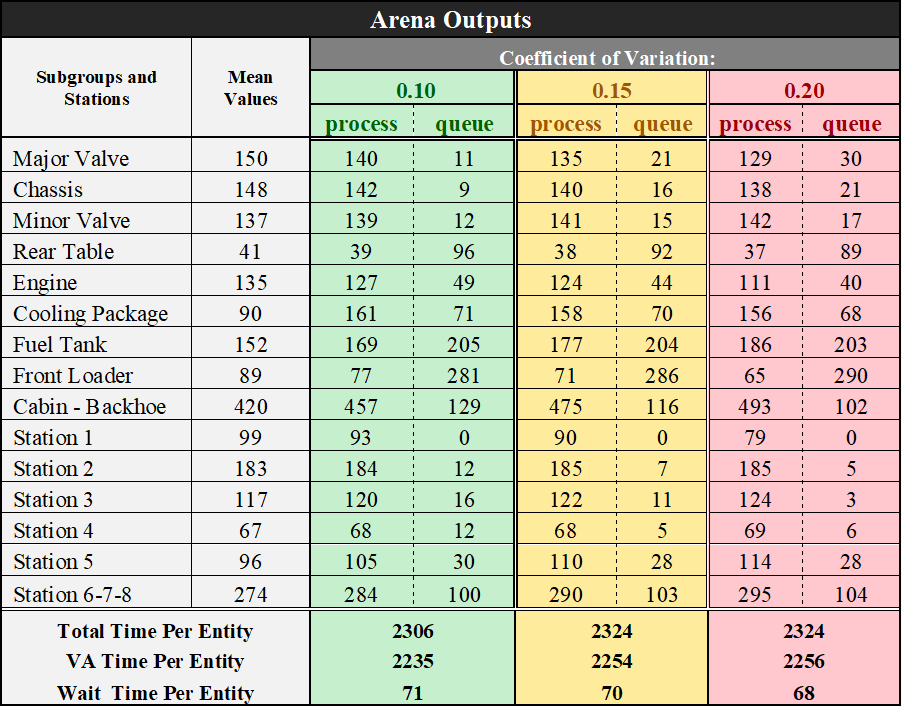 Arena Outputs
Subgroups and Stations Mean Values Coefficient of Variation:
0.10 0.15 0.20
process queue process queue process queue
Major Valve 150 140 11 135 21 129 30
Chassis 148 142 9 140 16 138 21
Minor Valve 137 139 12 141 15 142 17
Rear Table 41 39 96 38 92 37 89
Engine 135 127 49 124 44 111 40
Cooling Package 90 161 71 158 70 156 68
Fuel Tank 152 169 205 177 204 186 203
Front Loader 89 77 281 71 286 65 290
Cabin - Backhoe 420 457 129 475 116 493 102
Station 1 99 93 0 90 0 79 0
Station 2 183 184 12 185 7 185 5
Station 3 117 120 16 122 11 124 3
Station 4 67 68 12 68 5 69 6
Station 5 96 105 30 110 28 114 28
Station 6-7-8 274 284 100 290 103 295 104
Total Time Per Entity 2306 2324 2324
VA Time Per Entity 2235 2254 2256
Wait Time Per Entity 71 70 68